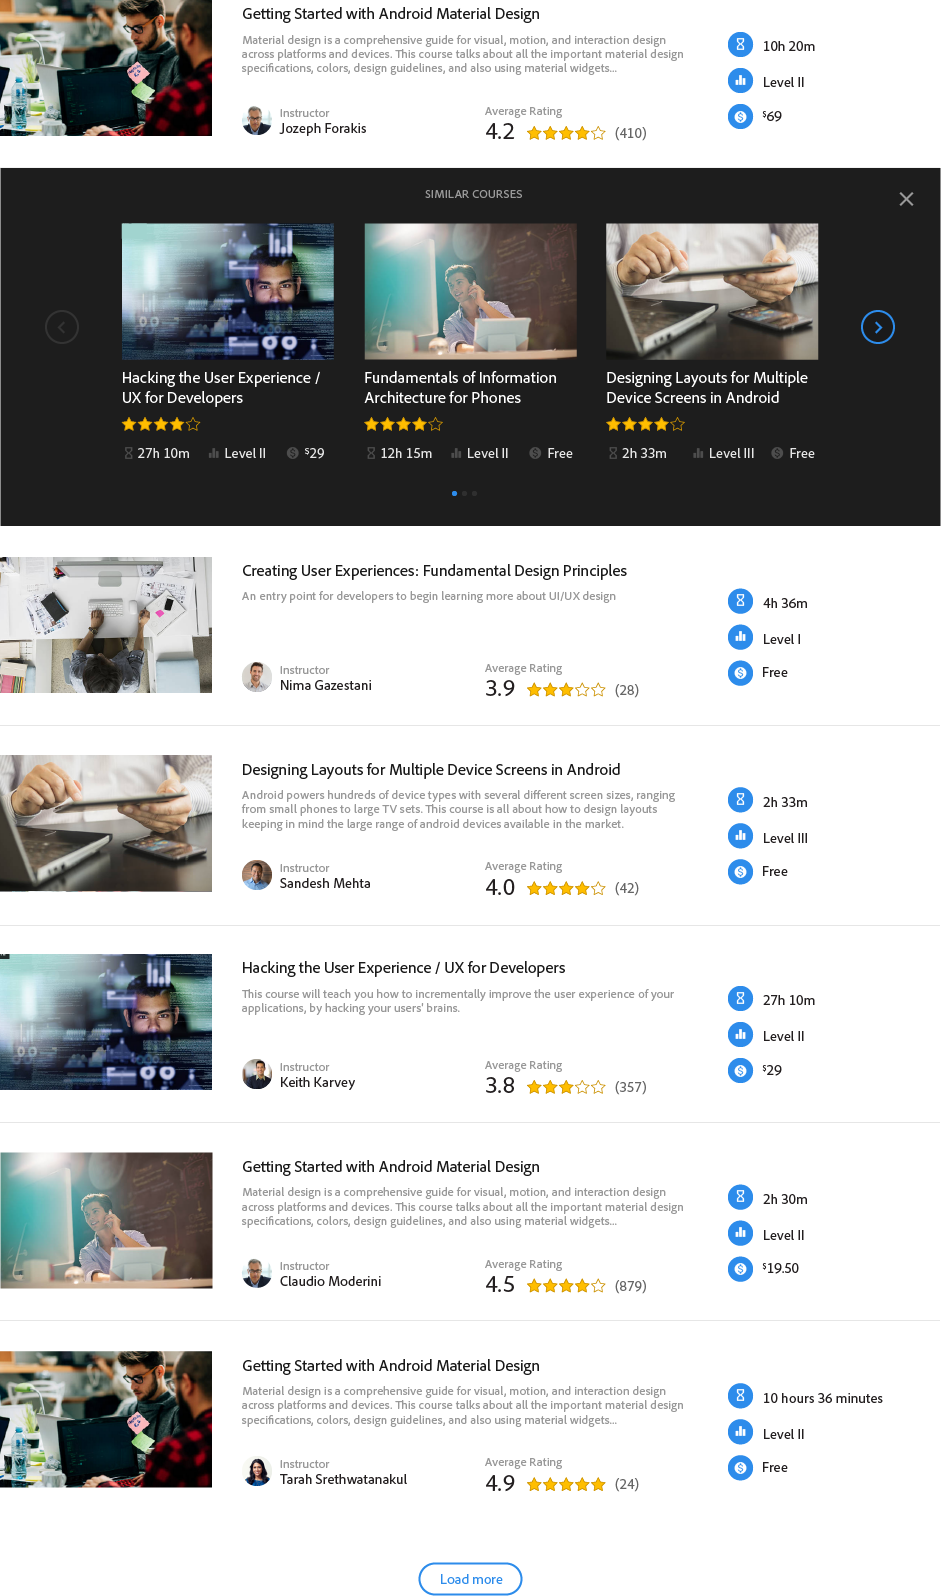 Getting Started with Android Material Design
Material design is a comprehensive guide for visual, motion, and interaction design
across platforms and devices. This course talks about all the important material design
specifications, colors, design guidelines, and also using material widgets...
10h 20m
Level II
$69
Instructor
Jozeph Forakis
Average Rating
4.2 (410)
SIMILAR COURSES
Hacking the User Experience /
UX for Developers
27h 10m Level II $29
Fundamentals of Information
Architecture for Phones
12h 15m Level II Free
Designing Layouts for Multiple
Device Screens in Android
2h 33m Level III Free
Creating User Experiences: Fundamental Design Principles
An entry point for developers to begin learning more about UI/UX design
4h 36m
Level I
Free
Instructor
Nima Gazestani
Average Rating
3.9 (28)
Designing Layouts for Multiple Device Screens in Android
Android powers hundreds of device types with several different screen sizes, ranging
from small phones to large TV sets. This course is all about how to design layouts
keeping in mind the large range of android devices available in the market.
2h 33m
Level III
Free
Instructor
Sandesh Mehta
Average Rating
4.0 (42)
Hacking the User Experience / UX for Developers
This course will teach you how to incrementally improve the user experience of your
applications, by hacking your users' brains.
27h 10m
Level II
$29
Instructor
Keith Karvey
Average Rating
3.8 (357)
Getting Started with Android Material Design
Material design is a comprehensive guide for visual, motion, and interaction design
across platforms and devices. This course talks about all the important material design
specifications, colors, design guidelines, and also using material widgets...
2h 30m
Level II
$19.50
Instructor
Claudio Moderini
Average Rating
4.5 (879)
Getting Started with Android Material Design
Material design is a comprehensive guide for visual, motion, and interaction design
across platforms and devices. This course talks about all the important material design
specifications, colors, design guidelines, and also using material widgets...
10 hours 36 minutes
Level II
Free
Instructor
Tarah Srethwatanakul
Average Rating
4.9 (24)
Load more